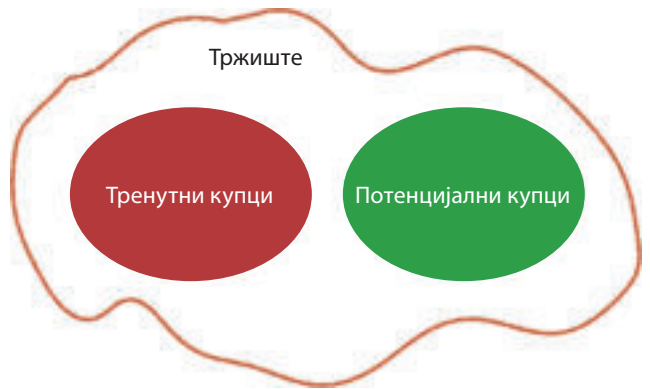 Тржиште
Тренутни купци
Потенцијални купци